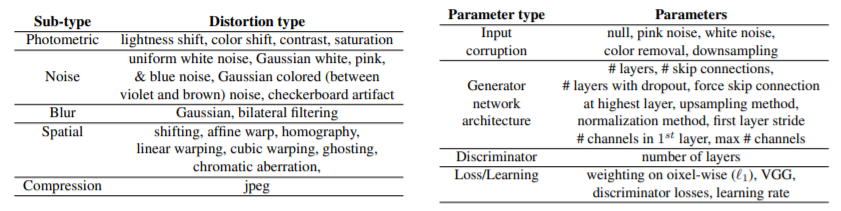 Sub-type Distortion type
Photometric lightness shift, color shift, contrast, saturation
Noise uniform white noise, Gaussian white, pink,
& blue noise, Gaussian colored (between
violet and brown) noise, checkerboard artifact
Blur Gaussian, bilateral filtering
Spatial shifting, affine warp, homography,
linear warping, cubic warping, ghosting,
chromatic aberration,
Compression jpeg
Parameter type Parameters
Input null, pink noise, white noise,
corruption color removal, downsampling
# layers, # skip connections,
Generator # layers with dropout, force skip connection
network at highest layer, upsampling method,
architecture normalization method, first layer stride
# channels in 1st layer, max # channels
Discriminator number of layers
Loss/Learning weighting on oixel-wise (ℓ1), VGG,
discriminator losses, learning rate